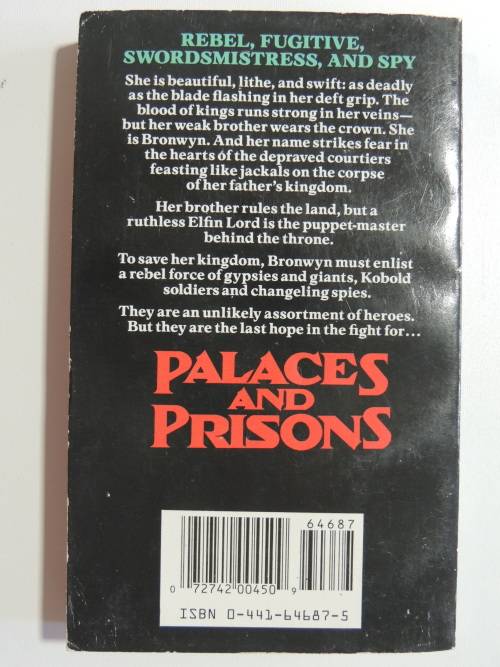 REBEL, FUGITIVE,
SWORDSMISTRESS, AND SPY
She is beautiful, lithe, and swift: as deadly
as the blade flashing in her deft grip. The
blood of kings runs strong in her veins—
but her weak brother wears the crown. She
is Bronwyn. And her name strikes fear in
the hearts of the depraved courtiers
feasting like jackals on the corpse
of her father's kingdom.
Her brother rules the land, but a
ruthless Elfin Lord is the puppet-master
behind the throne.
To save her kingdom, Bronwyn must enlist
a rebel force of gypsies and giants, Kobold
soldiers and changeling spies.
They are an unlikely assortment of heroes.
But they are the last hope in the fight for...
PALACES
AND
PRISONS
64687
0 72742 00450 9
ISBN 0-441-64687-5